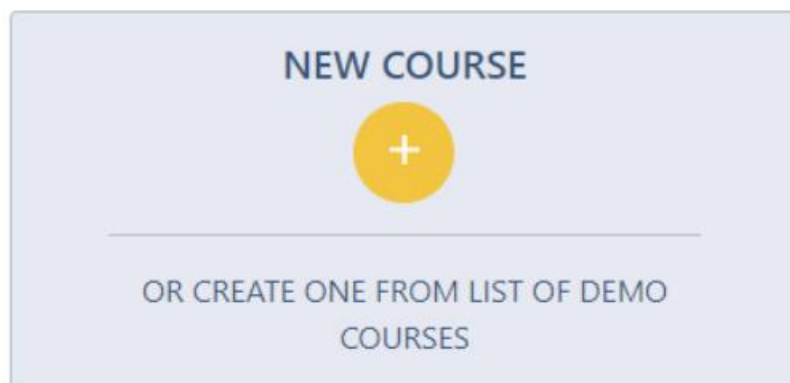 NEW COURSE
+
OR CREATE ONE FROM LIST OF DEMO
COURSES